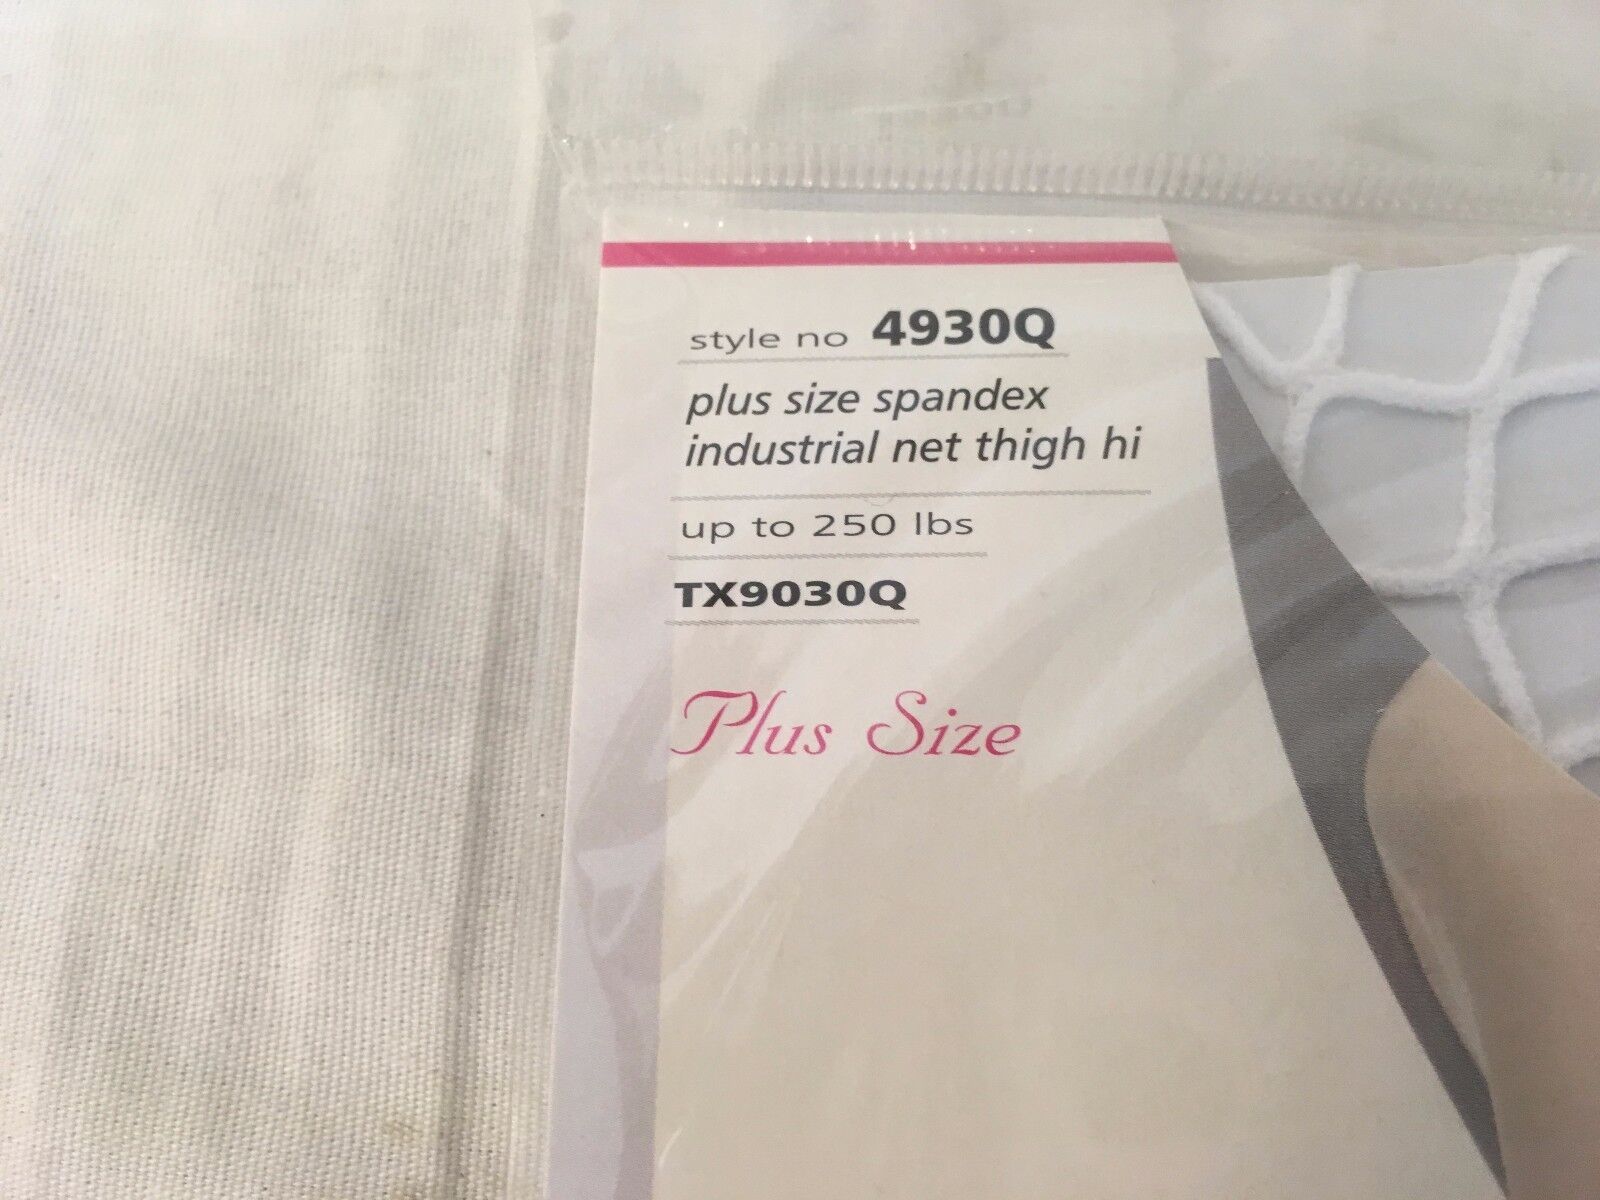 style no 4930Q
plus size spandex
industrial net thigh hi
up to 250 lbs
TX9030Q
Plus Size